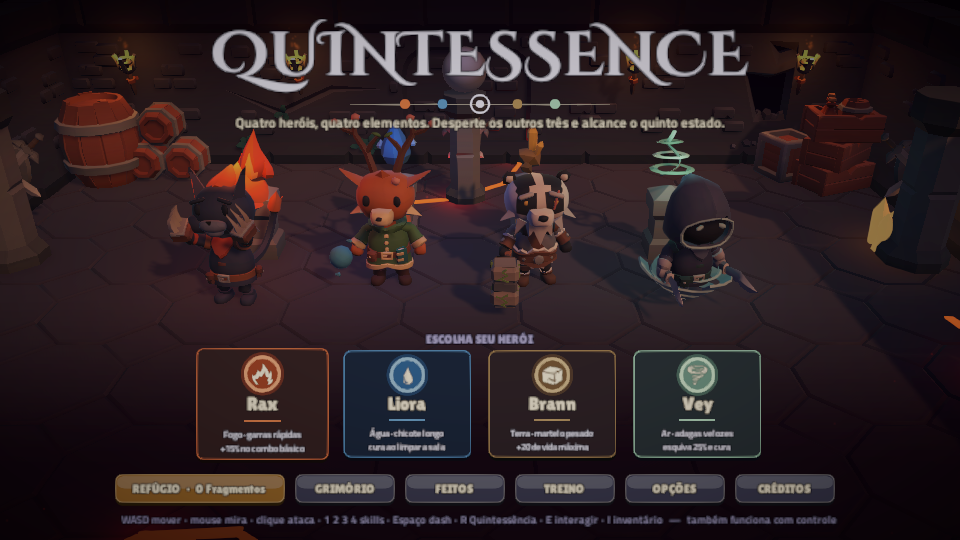 QUINTESSENCE
Quatro heróis, quatro elementos. Desperte os outros três e alcance o quinto estado.
ESCOLHA SEU HERÓI
Rax
Fogo · garras rápidas
+15% no combo básico
Liora
Água · chicote longo
cura ao limpar a sala
Brann
Terra · martelo pesado
+20 de vida máxima
Vey
Ar · adagas velozes
esquiva 25% e cura
REFÚGIO · 0 Fragmentos
GRIMÓRIO
FEITOS
TREINO
OPÇÕES
CRÉDITOS
WASD mover · mouse mira · clique ataca · 1 2 3 4 skills · Espaço dash · R Quintessência · E interagir · I inventário — também funciona com controle